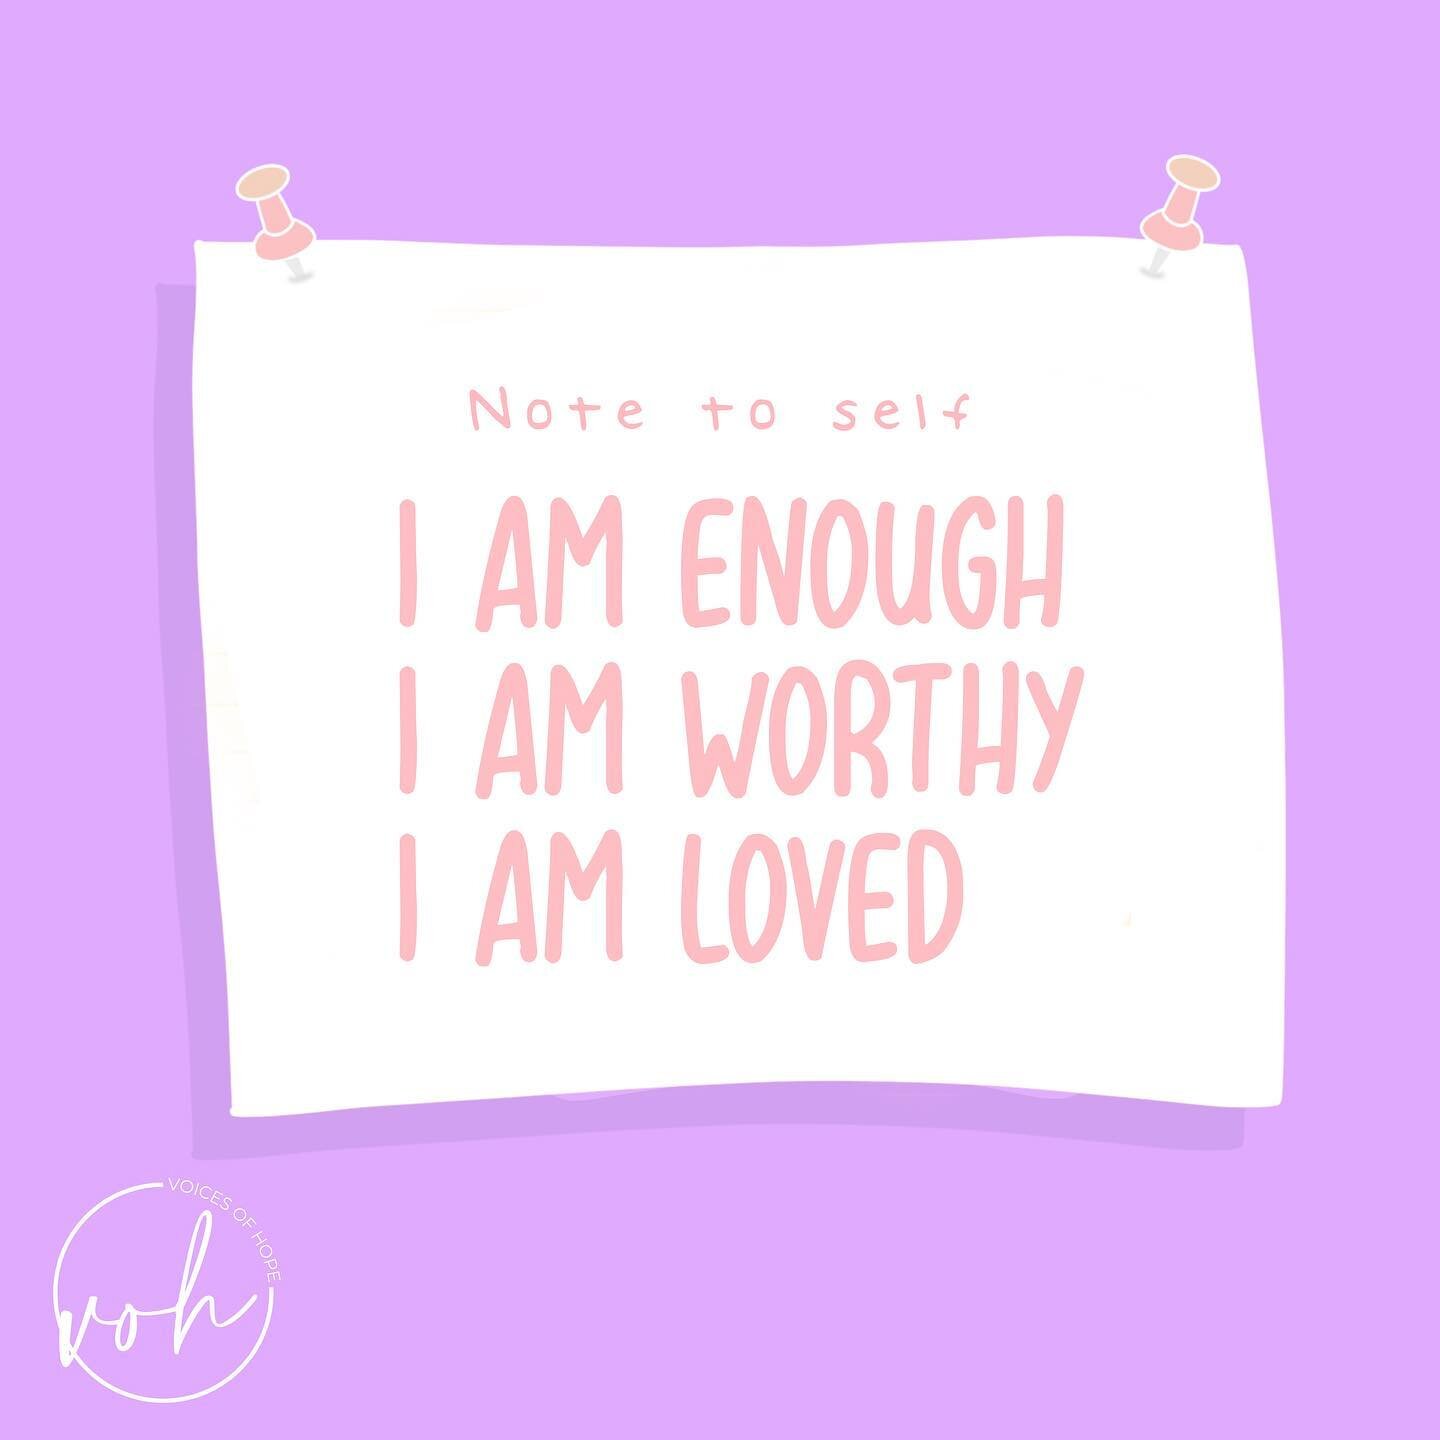 Note to self
I AM ENOUGH
I AM WORTHY
I AM LOVED
VOICES OF HOPE
voh